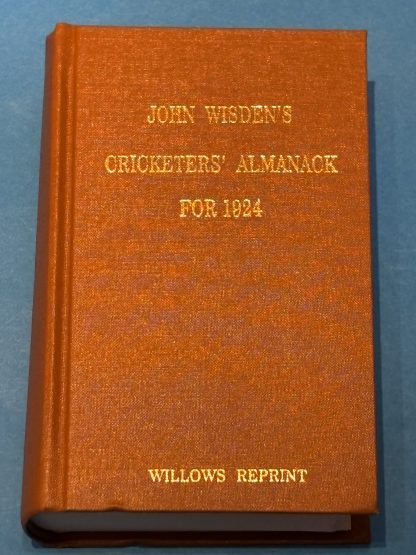 JOHN WISDEN'S
CRICKETERS' ALMANACK
FOR 1924
WILLOWS REPRINT